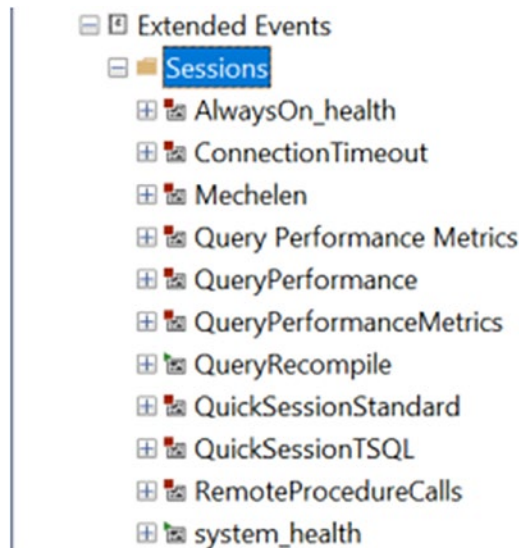 Extended Events
Sessions
AlwaysOn_health
ConnectionTimeout
Mechelen
Query Performance Metrics
QueryPerformance
QueryPerformanceMetrics
QueryRecompile
QuickSessionStandard
QuickSessionTSQL
RemoteProcedureCalls
system_health